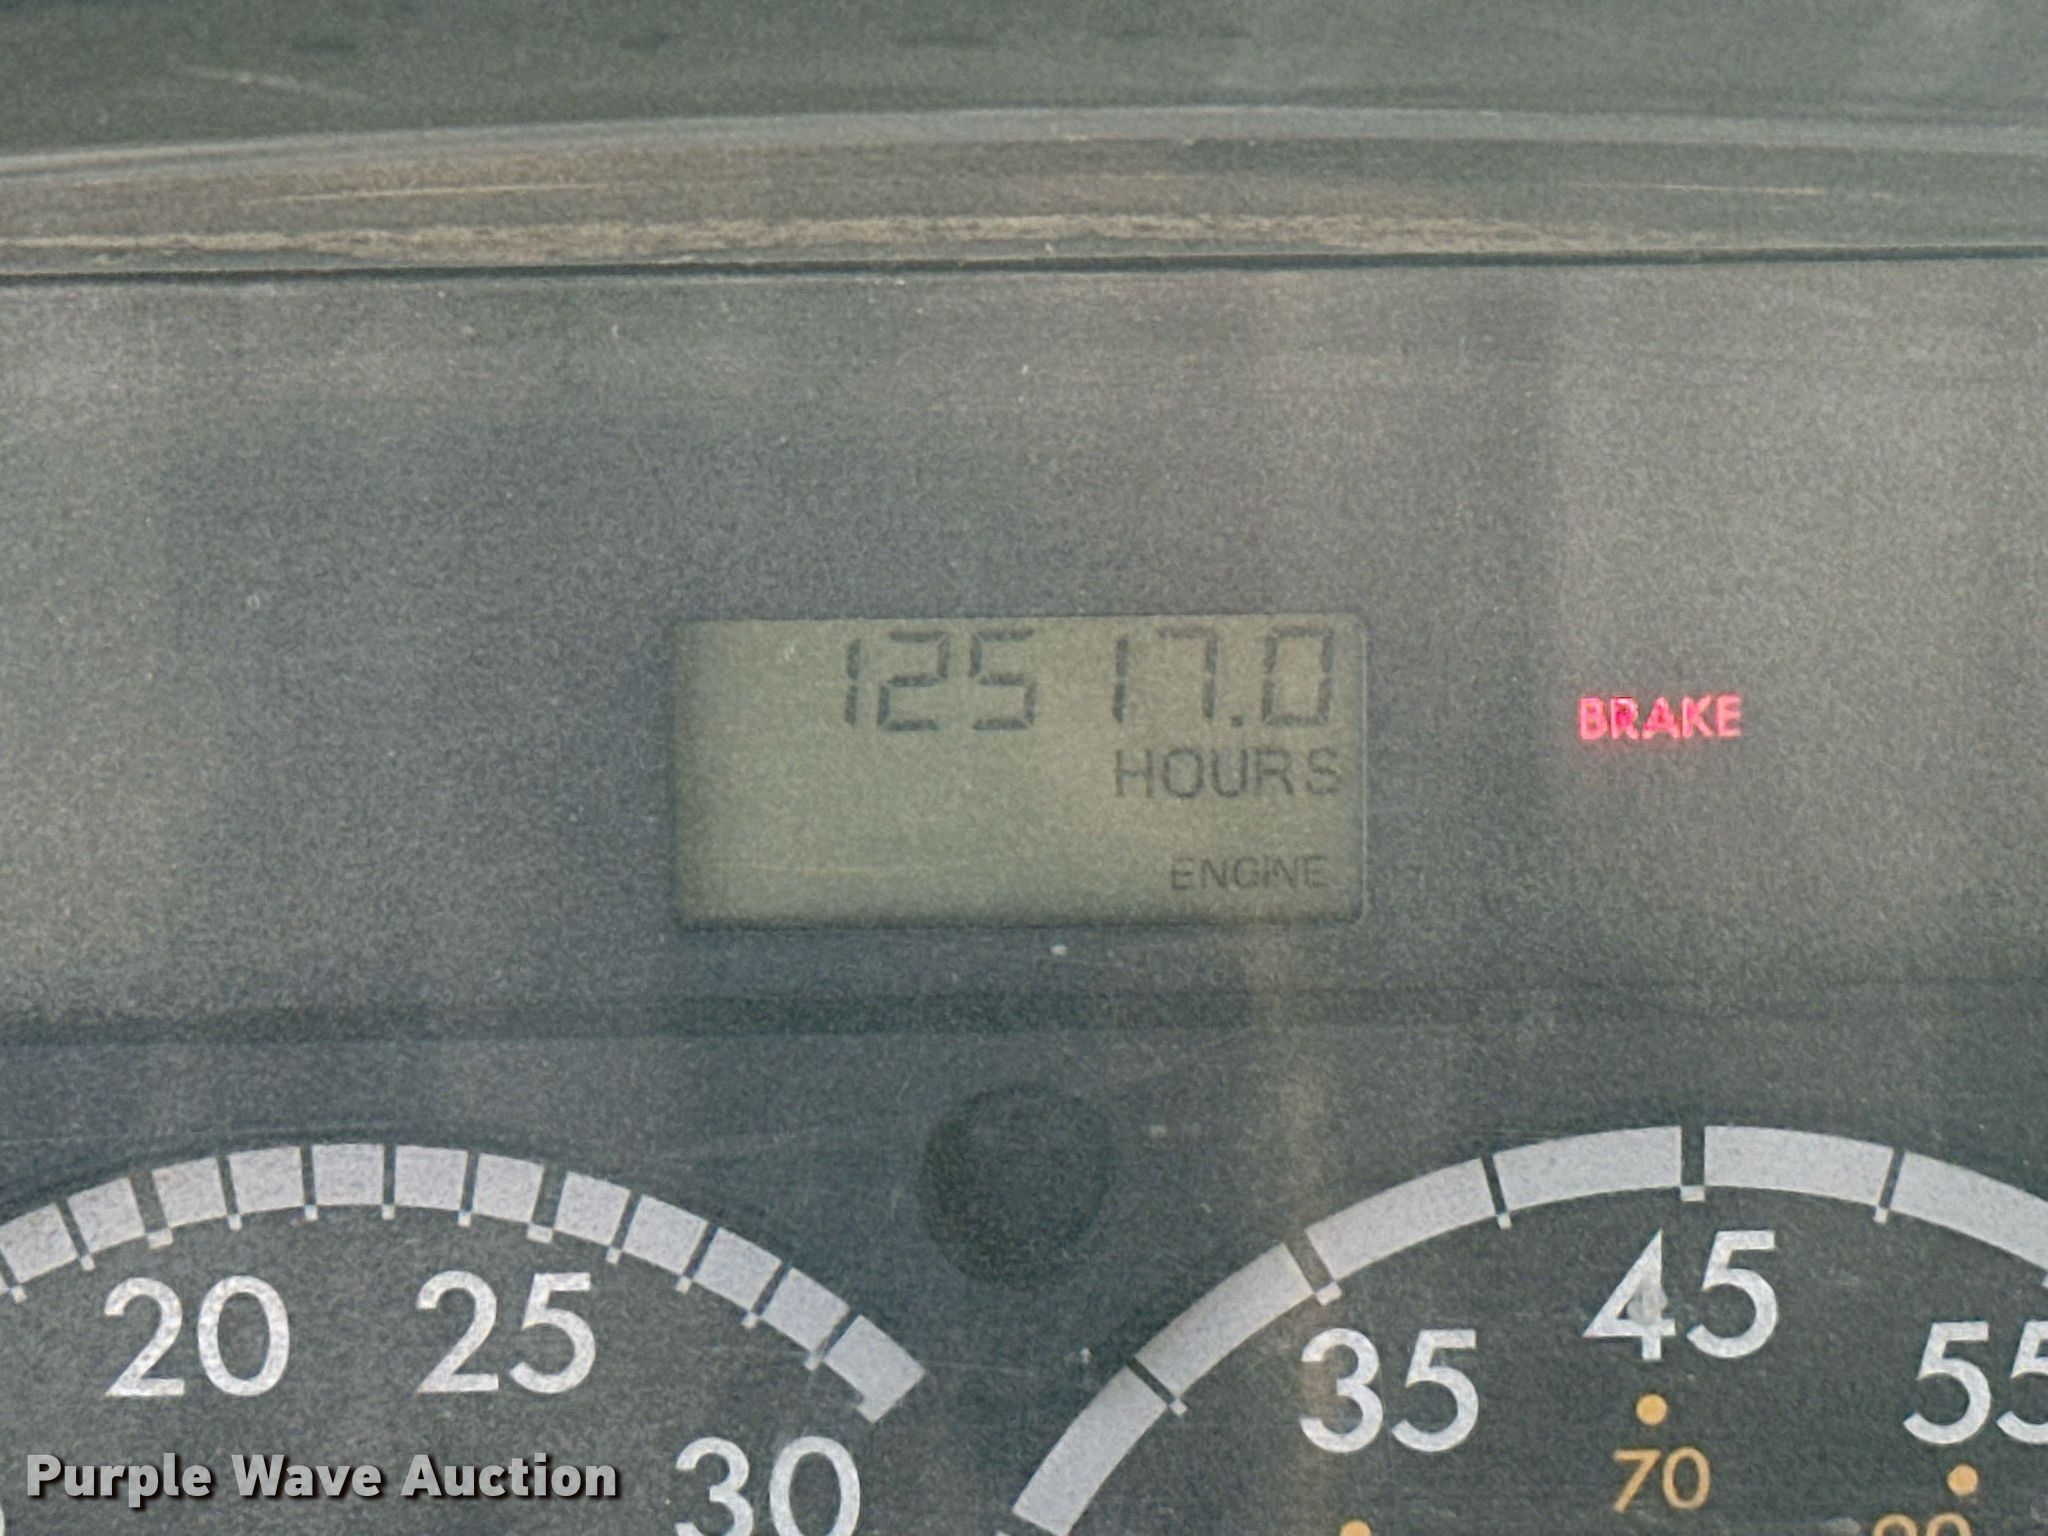 12517.0
HOURS
BRAKE
ENGINE
20
25
30
35
45
55
70
Purple Wave Auction